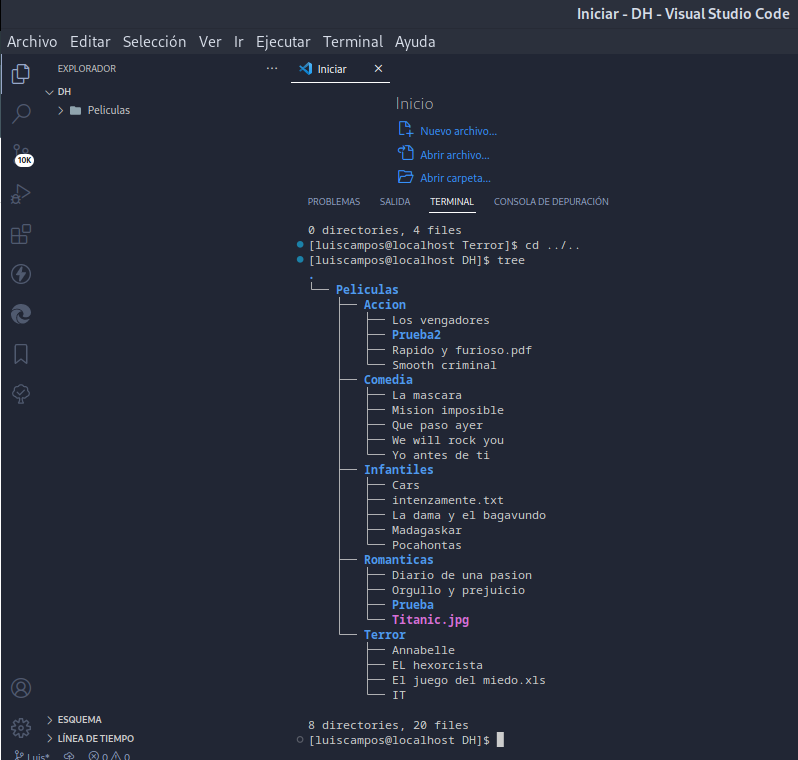 Iniciar - DH - Visual Studio Code
Archivo Editar Selección Ver Ir Ejecutar Terminal Ayuda
EXPLORADOR ···
Iniciar
DH
Peliculas
10K
Inicio
Nuevo archivo...
Abrir archivo...
Abrir carpeta...
PROBLEMAS SALIDA TERMINAL CONSOLA DE DEPURACIÓN
0 directories, 4 files
[luiscampos@localhost Terror]$ cd ../..
[luiscampos@localhost DH]$ tree
.
└── Peliculas
├── Accion
├── Los vengadores
├── Prueba2
├── Rapido y furioso.pdf
└── Smooth criminal
├── Comedia
├── La mascara
├── Mision imposible
├── Que paso ayer
├── We will rock you
└── Yo antes de ti
├── Infantiles
├── Cars
├── intenzamente.txt
├── La dama y el bagavundo
├── Madagaskar
└── Pocahontas
├── Romanticas
├── Diario de una pasion
├── Orgullo y prejuicio
├── Prueba
└── Titanic.jpg
└── Terror
├── Annabelle
├── EL hexorcista
├── El juego del miedo.xls
└── IT
8 directories, 20 files
[luiscampos@localhost DH]$
ESQUEMA
LÍNEA DE TIEMPO
Luis* 0 0